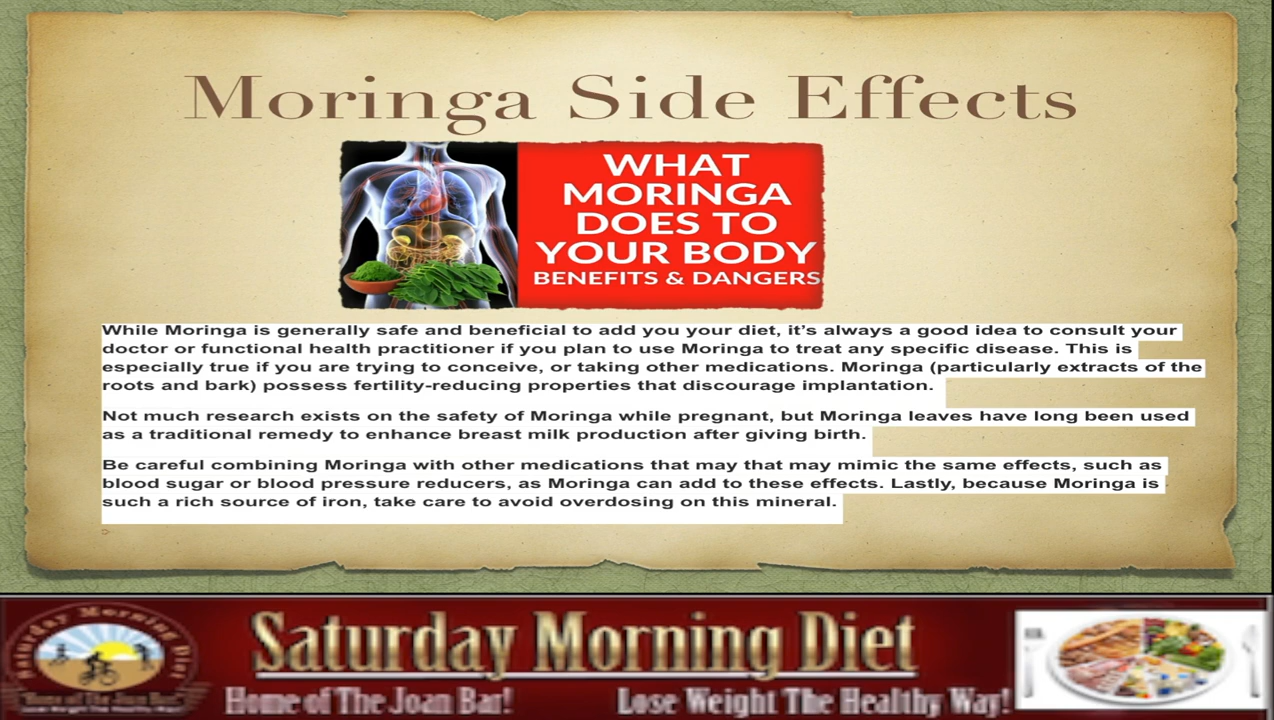 Moringa Side Effects
WHAT
MORINGA
DOES TO
YOUR BODY
BENEFITS & DANGERS
While Moringa is generally safe and beneficial to add you your diet, it's always a good idea to consult your
doctor or functional health practitioner if you plan to use Moringa to treat any specific disease. This is
especially true if you are trying to conceive, or taking other medications. Moringa (particularly extracts of the
roots and bark) possess fertility-reducing properties that discourage implantation.
Not much research exists on the safety of Moringa while pregnant, but Moringa leaves have long been used
as a traditional remedy to enhance breast milk production after giving birth.
Be careful combining Moringa with other medications that may that may mimic the same effects, such as
blood sugar or blood pressure reducers, as Moringa can add to these effects. Lastly, because Moringa is
such a rich source of iron, take care to avoid overdosing on this mineral.
Saturday Morning Diet
Saturday Morning Diet
Home of The Joan Bar!
Home of The Joan Bar! Lose Weight The Healthy Way!